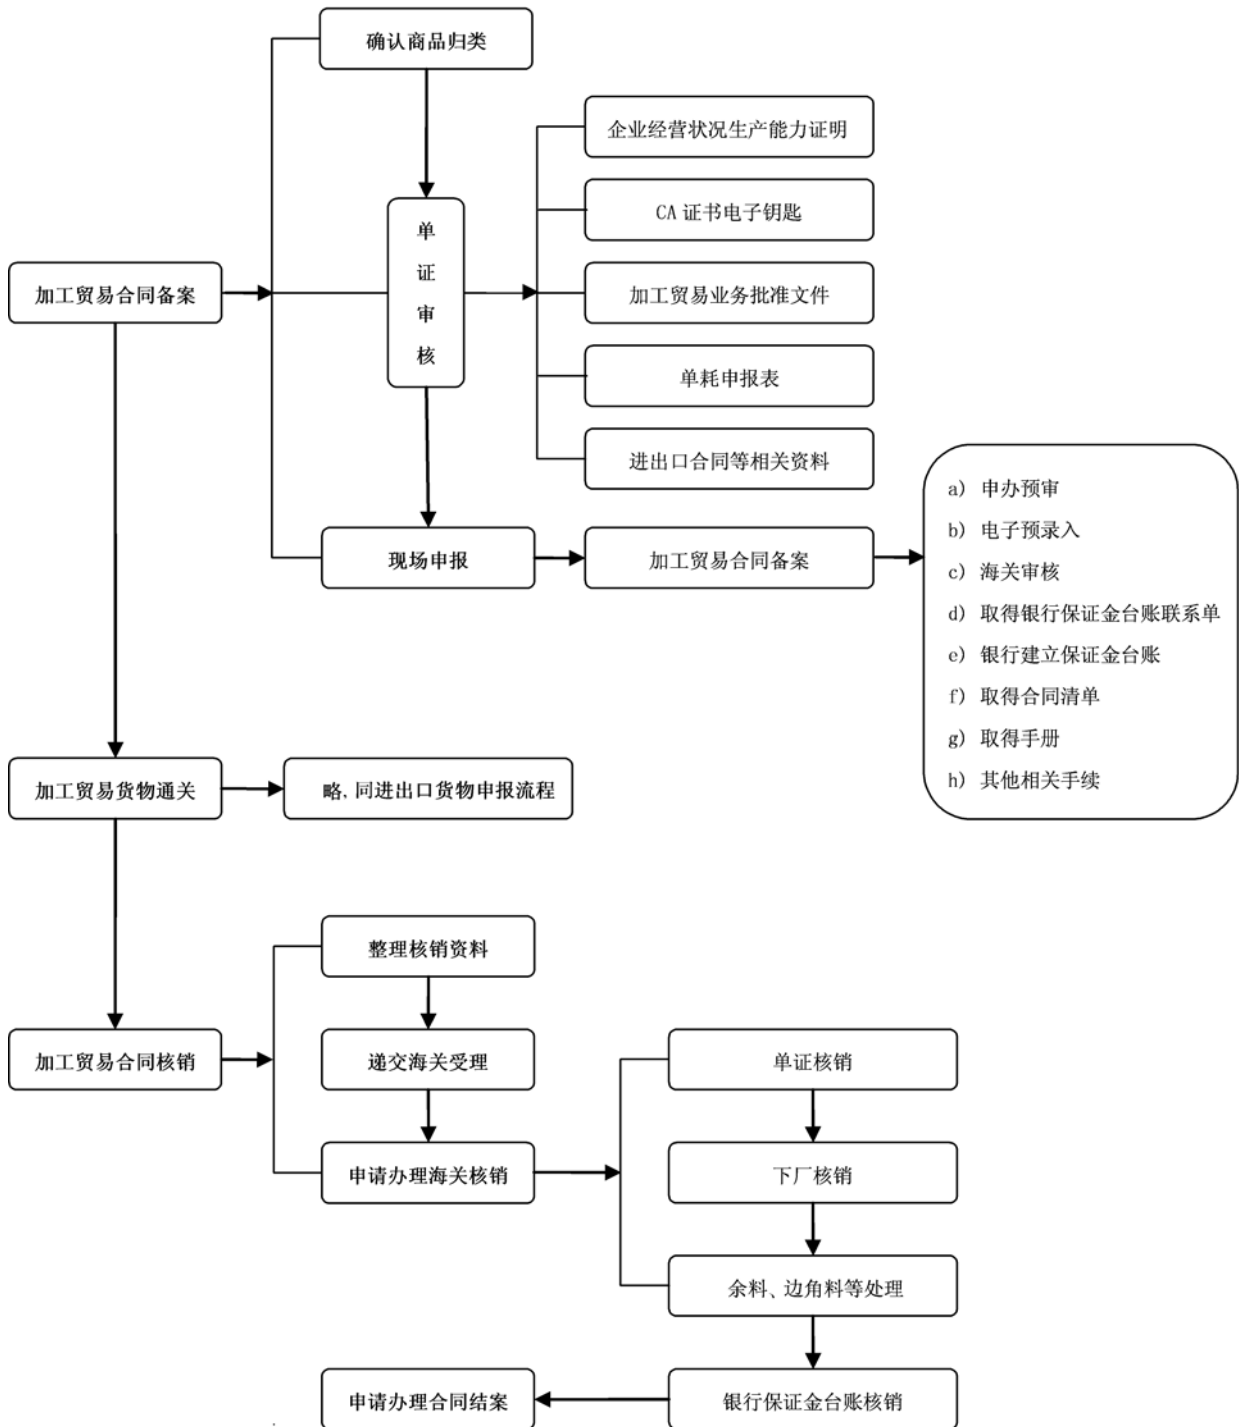 确认商品归类
企业经营状况生产能力证明
CA 证书电子钥匙
单
证
审
核
加工贸易合同备案
加工贸易业务批准文件
单耗申报表
进出口合同等相关资料
现场申报
加工贸易合同备案
a) 申办预审
b) 电子预录入
c) 海关审核
d) 取得银行保证金台账联系单
e) 银行建立保证金台账
f) 取得合同清单
g) 取得手册
h) 其他相关手续
加工贸易货物通关
略,同进出口货物申报流程
整理核销资料
加工贸易合同核销
递交海关受理
申请办理海关核销
单证核销
下厂核销
余料、边角料等处理
银行保证金台账核销
申请办理合同结案